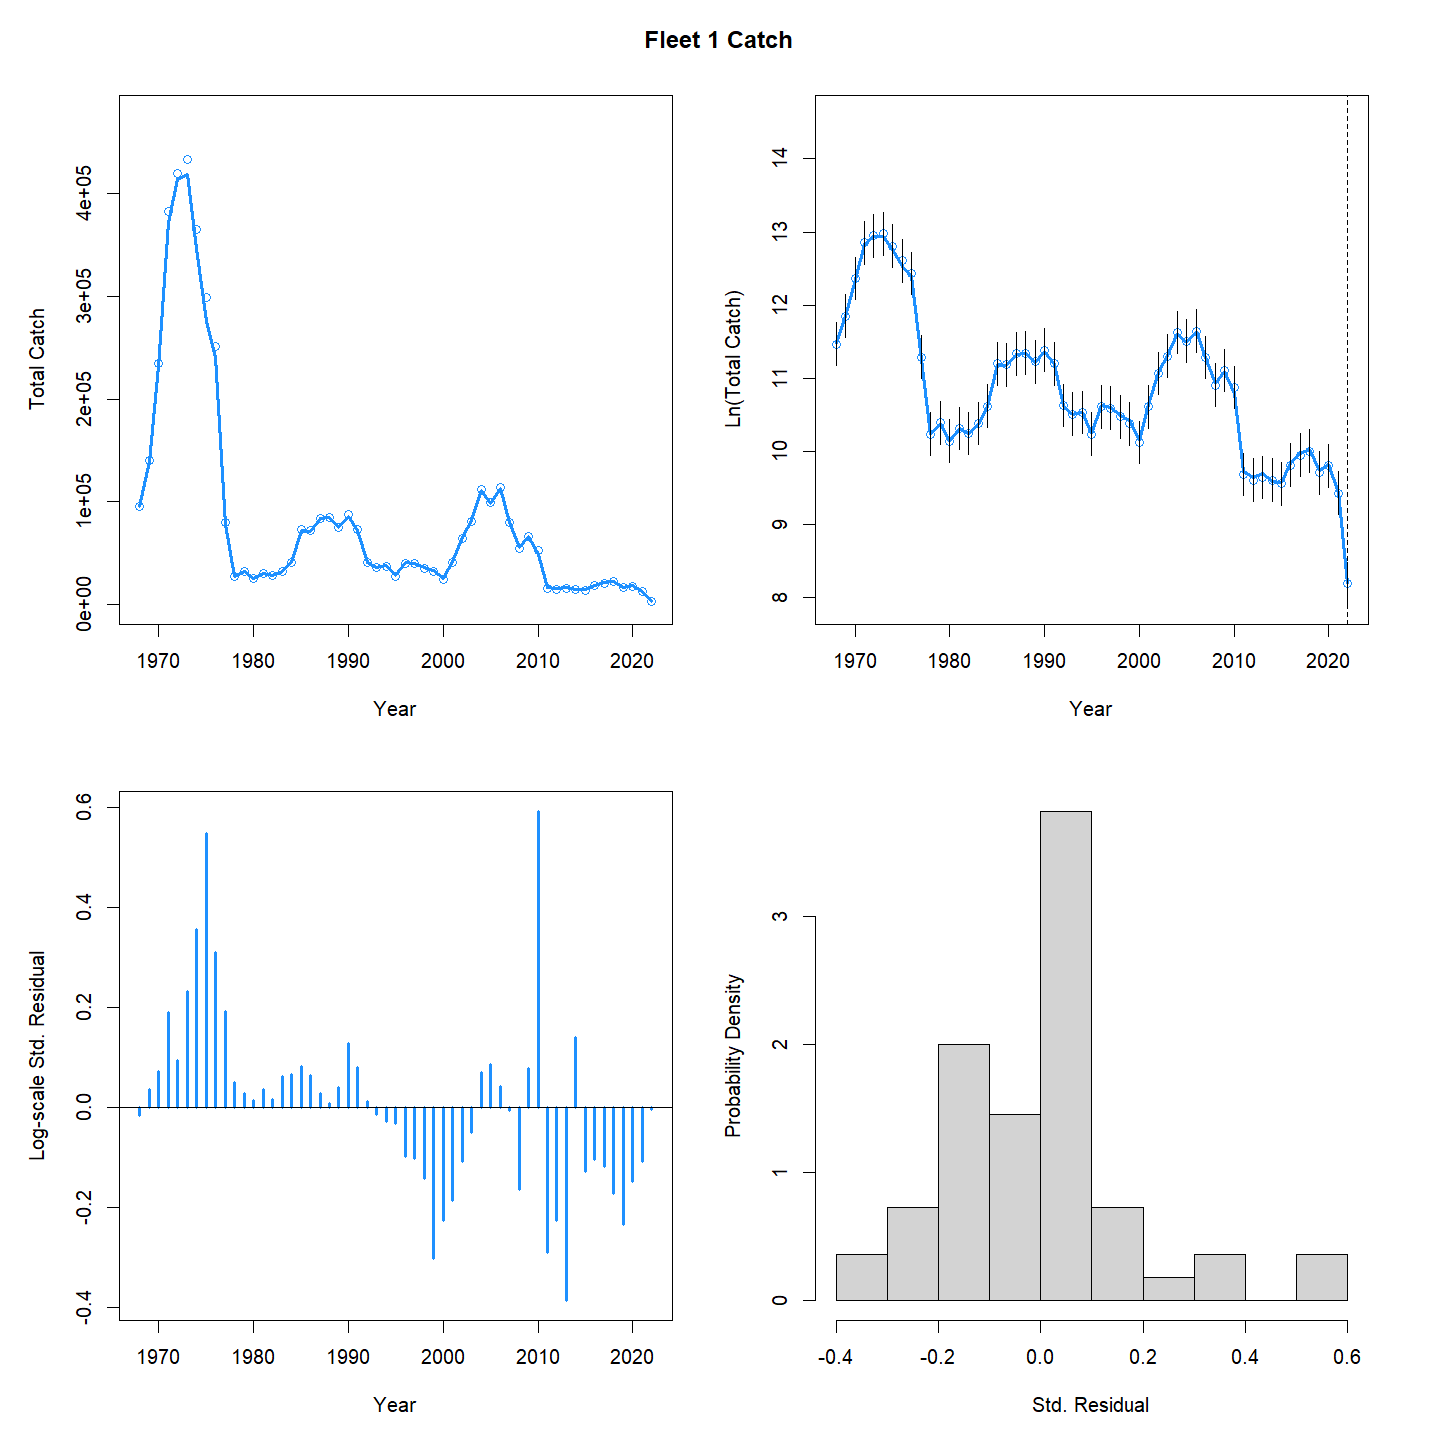 Fleet 1 Catch
Total Catch
0e+00 1e+05 2e+05 3e+05 4e+05
1970 1980 1990 2000 2010 2020
Year
Ln(Total Catch)
8 9 10 11 12 13 14
1970 1980 1990 2000 2010 2020
Year
Log-scale Std. Residual
-0.4 -0.2 0.0 0.2 0.4 0.6
1970 1980 1990 2000 2010 2020
Year
Probability Density
0 1 2 3
-0.4 -0.2 0.0 0.2 0.4 0.6
Std. Residual